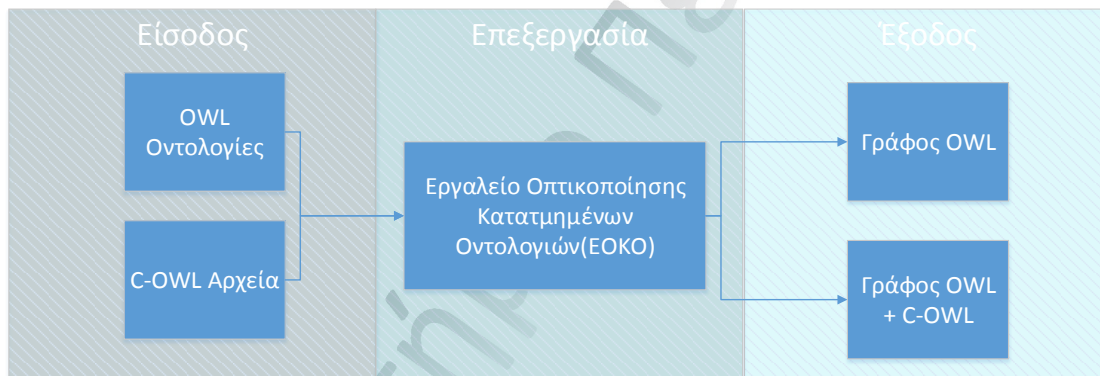 Είσοδος
Επεξεργασία
Έξοδος
OWL
Οντολογίες
C-OWL Αρχεία
Εργαλείο Οπτικοποίησης
Κατατμημένων
Οντολογιών(ΕΟΚΟ)
Γράφος OWL
Γράφος OWL
+ C-OWL